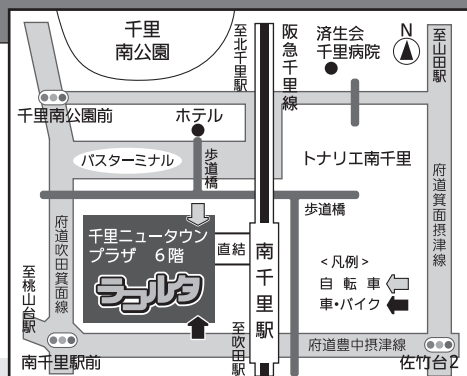 千里
南公園
至北千里駅
阪急千里線
済生会
千里病院
N
至山田駅
千里南公園前
ホテル
バスターミナル
歩道橋
トナリエ南千里
府道箕面摂津線
歩道橋
府道吹田箕面線
千里ニュータウン
プラザ 6階
ラコルタ
直結
南千里駅
<凡例>
自転車
車・バイク
至桃山台駅
至吹田駅
府道豊中摂津線
南千里駅前
佐竹台2